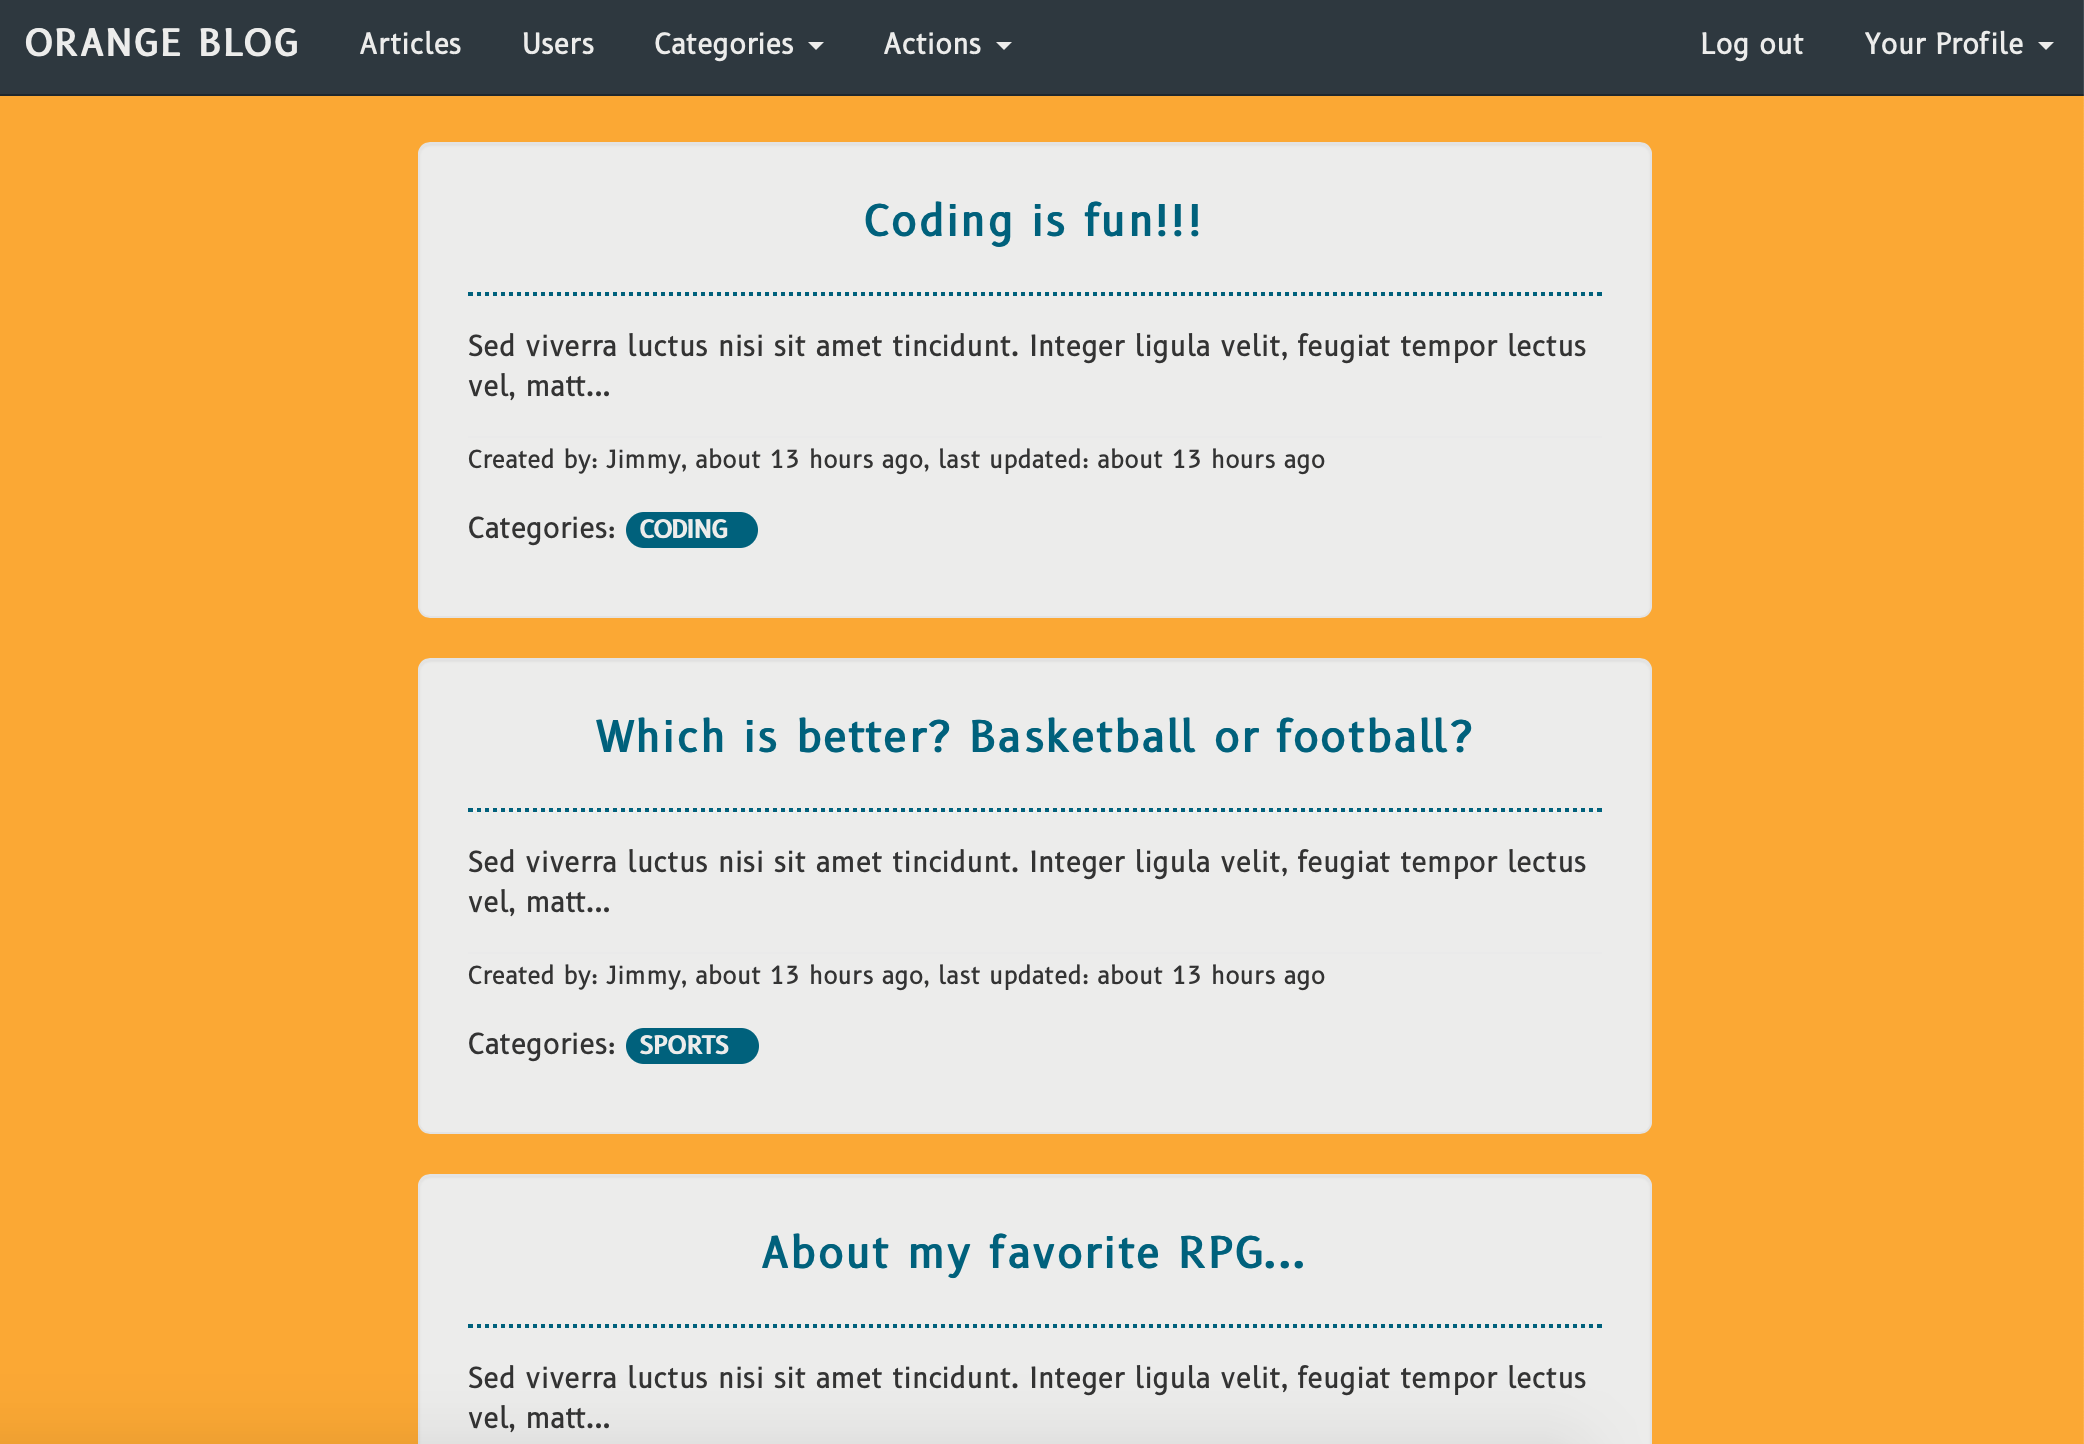 ORANGE BLOG Articles Users Categories Actions Log out Your Profile
Coding is fun!!!
Sed viverra luctus nisi sit amet tincidunt. Integer ligula velit, feugiat tempor lectus
vel, matt...
Created by: Jimmy, about 13 hours ago, last updated: about 13 hours ago
Categories: CODING
Which is better? Basketball or football?
Sed viverra luctus nisi sit amet tincidunt. Integer ligula velit, feugiat tempor lectus
vel, matt...
Created by: Jimmy, about 13 hours ago, last updated: about 13 hours ago
Categories: SPORTS
About my favorite RPG...
Sed viverra luctus nisi sit amet tincidunt. Integer ligula velit, feugiat tempor lectus
vel, matt...